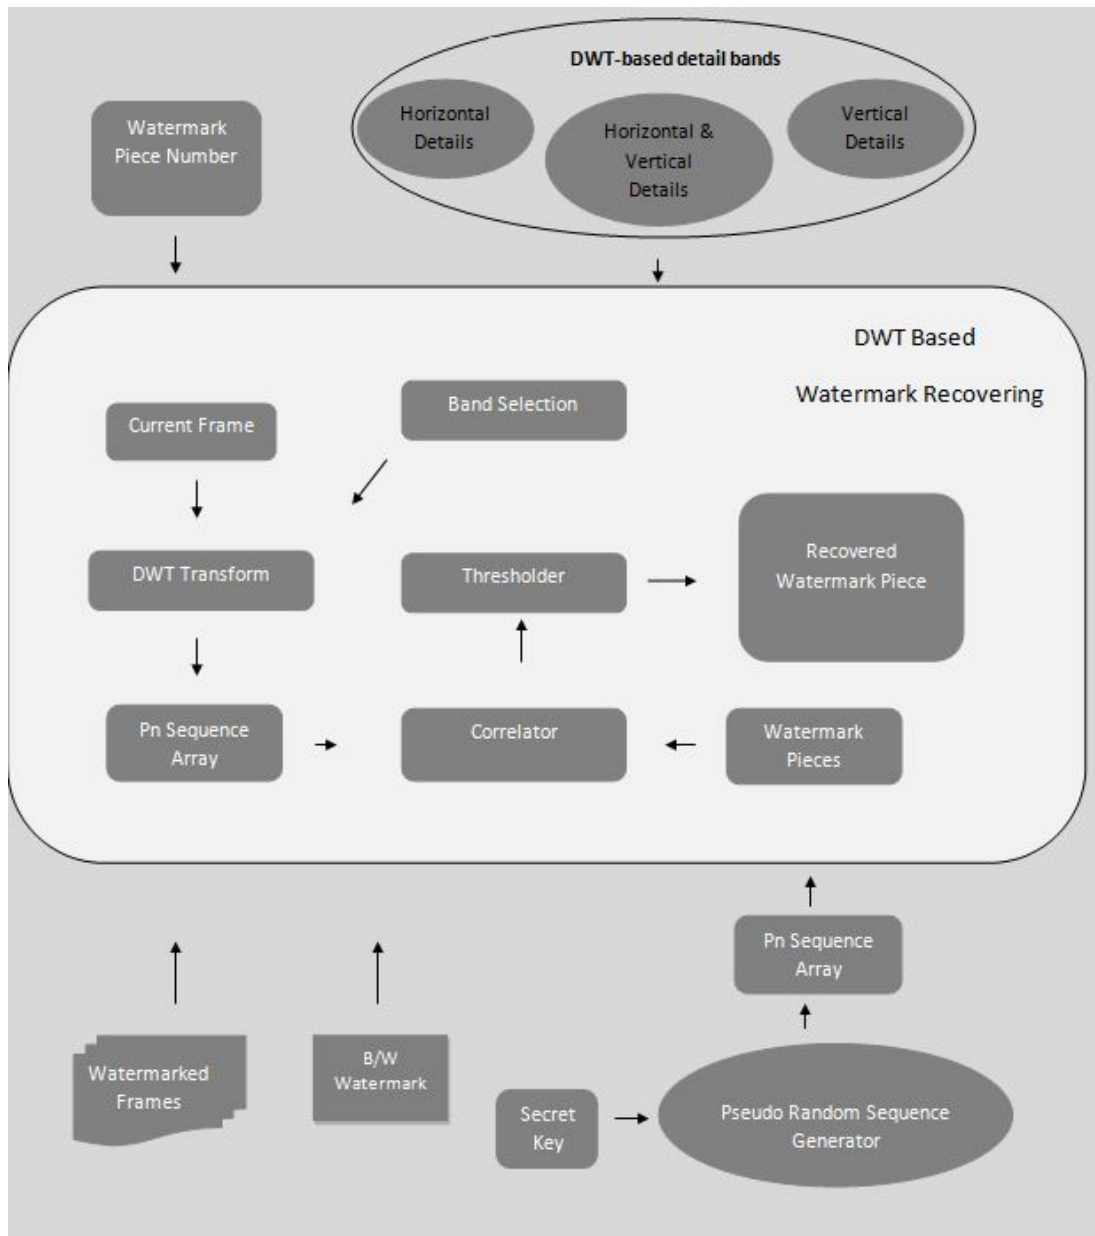 DWT-based detail bands
Watermark
Piece Number
Horizontal
Details
Horizontal &
Vertical
Details
Vertical
Details
DWT Based
Watermark Recovering
Current Frame
Band Selection
DWT Transform
Thresholder
Recovered
Watermark Piece
Pn Sequence
Array
Correlator
Watermark
Pieces
Pn Sequence
Array
Watermarked
Frames
B/W
Watermark
Secret
Key
Pseudo Random Sequence
Generator